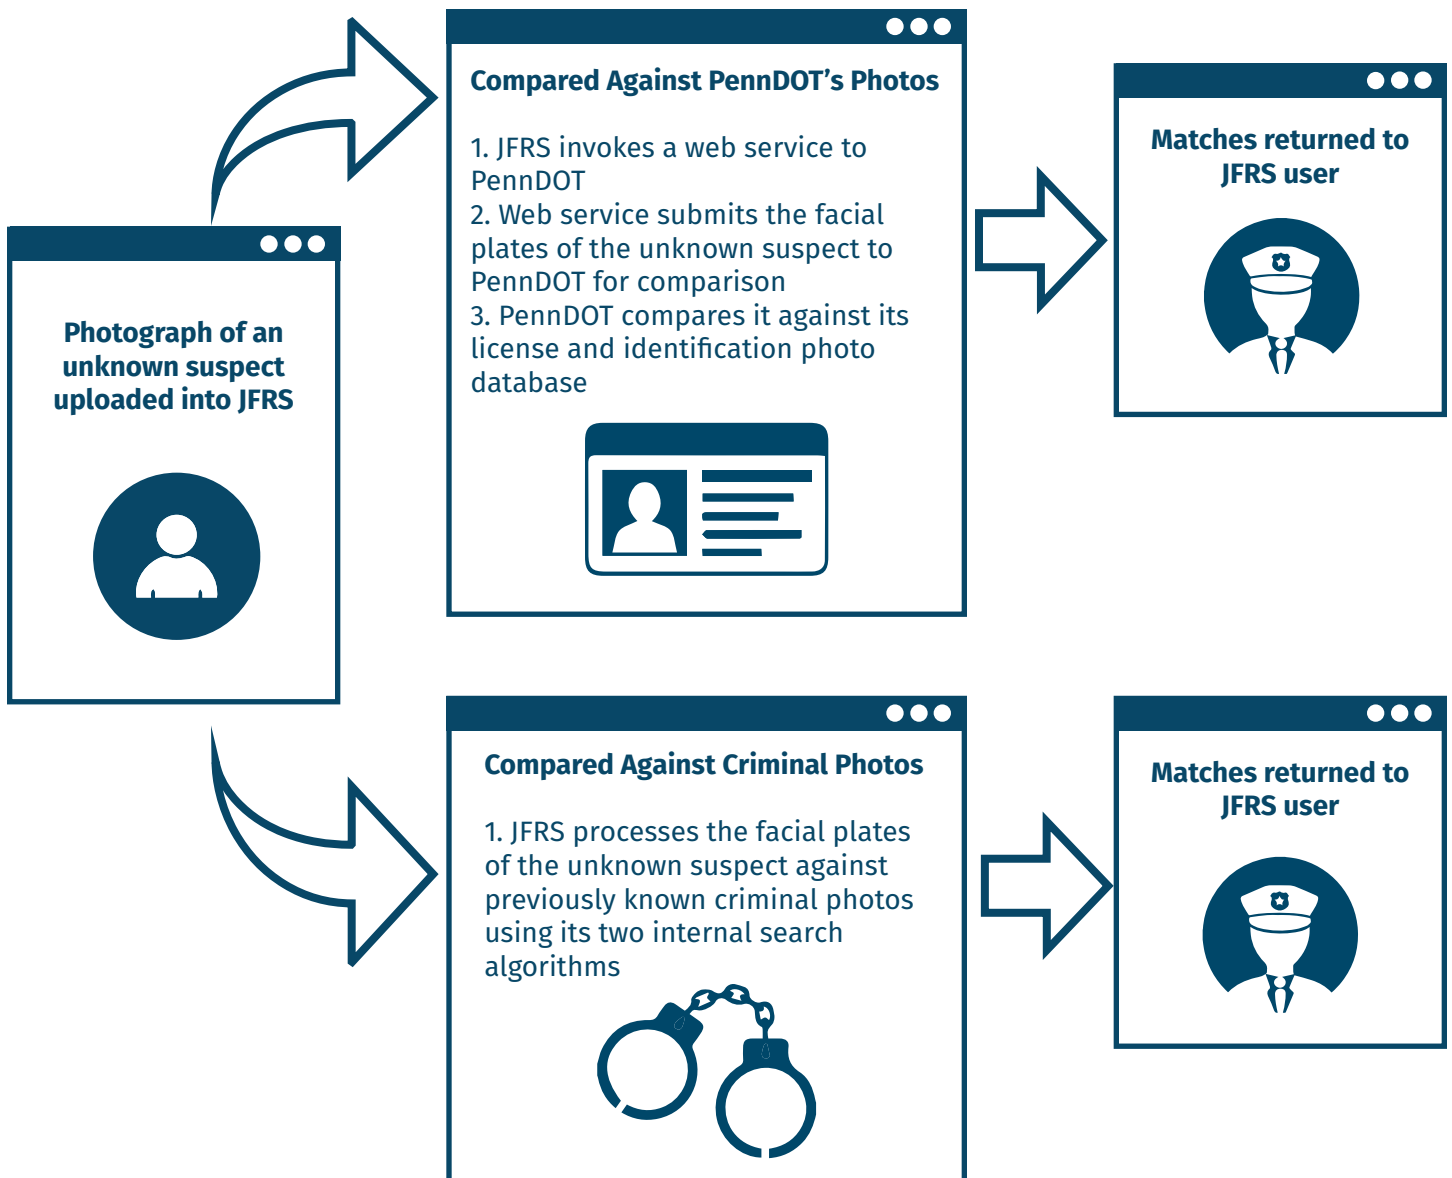 Photograph of an
unknown suspect
uploaded into JFRS
Compared Against PennDOT's Photos
1. JFRS invokes a web service to
PennDOT
2. Web service submits the facial
plates of the unknown suspect to
PennDOT for comparison
3. PennDOT compares it against its
license and identification photo
database
Matches returned to
JFRS user
Compared Against Criminal Photos
1. JFRS processes the facial plates
of the unknown suspect against
previously known criminal photos
using its two internal search
algorithms
Matches returned to
JFRS user